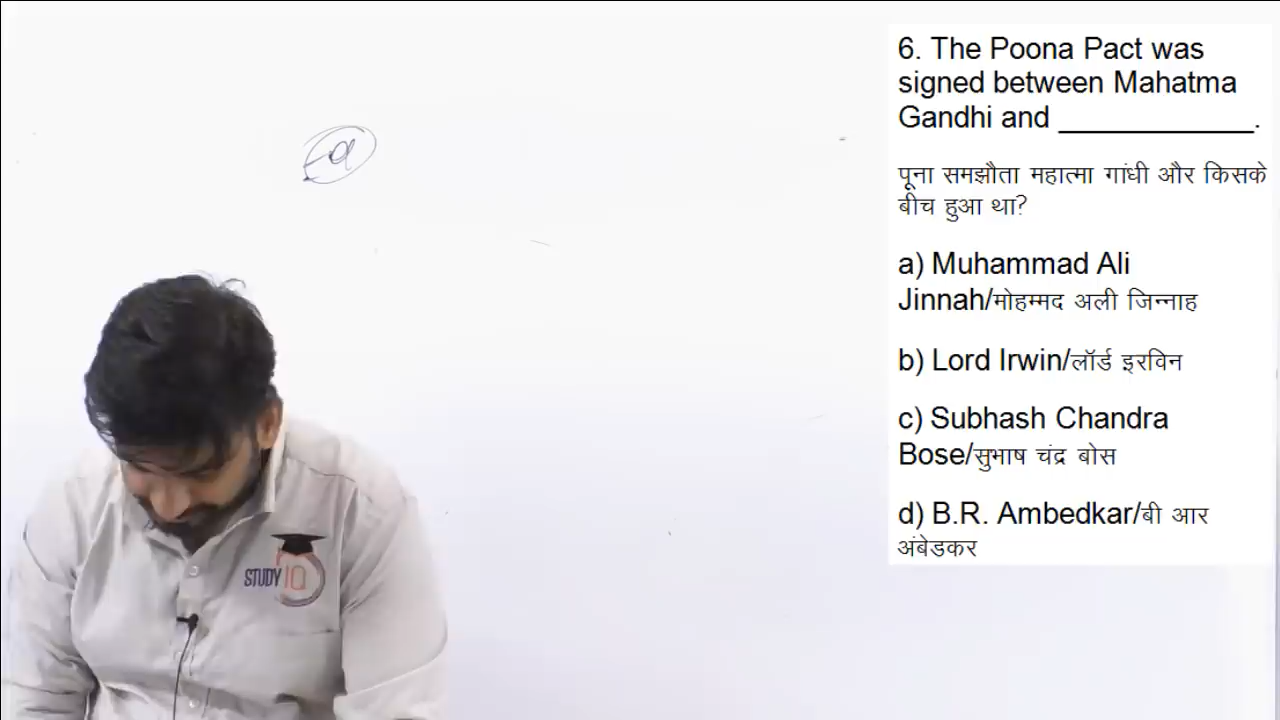 6. The Poona Pact was
signed between Mahatma
Gandhi and ____________.
पूना समझौता महात्मा गांधी और किसके
बीच हुआ था?
a) Muhammad Ali
Jinnah/मोहम्मद अली जिन्नाह
b) Lord Irwin/लॉर्ड इरविन
c) Subhash Chandra
Bose/सुभाष चंद्र बोस
d) B.R. Ambedkar/बी आर
अंबेडकर
STUDY IQ